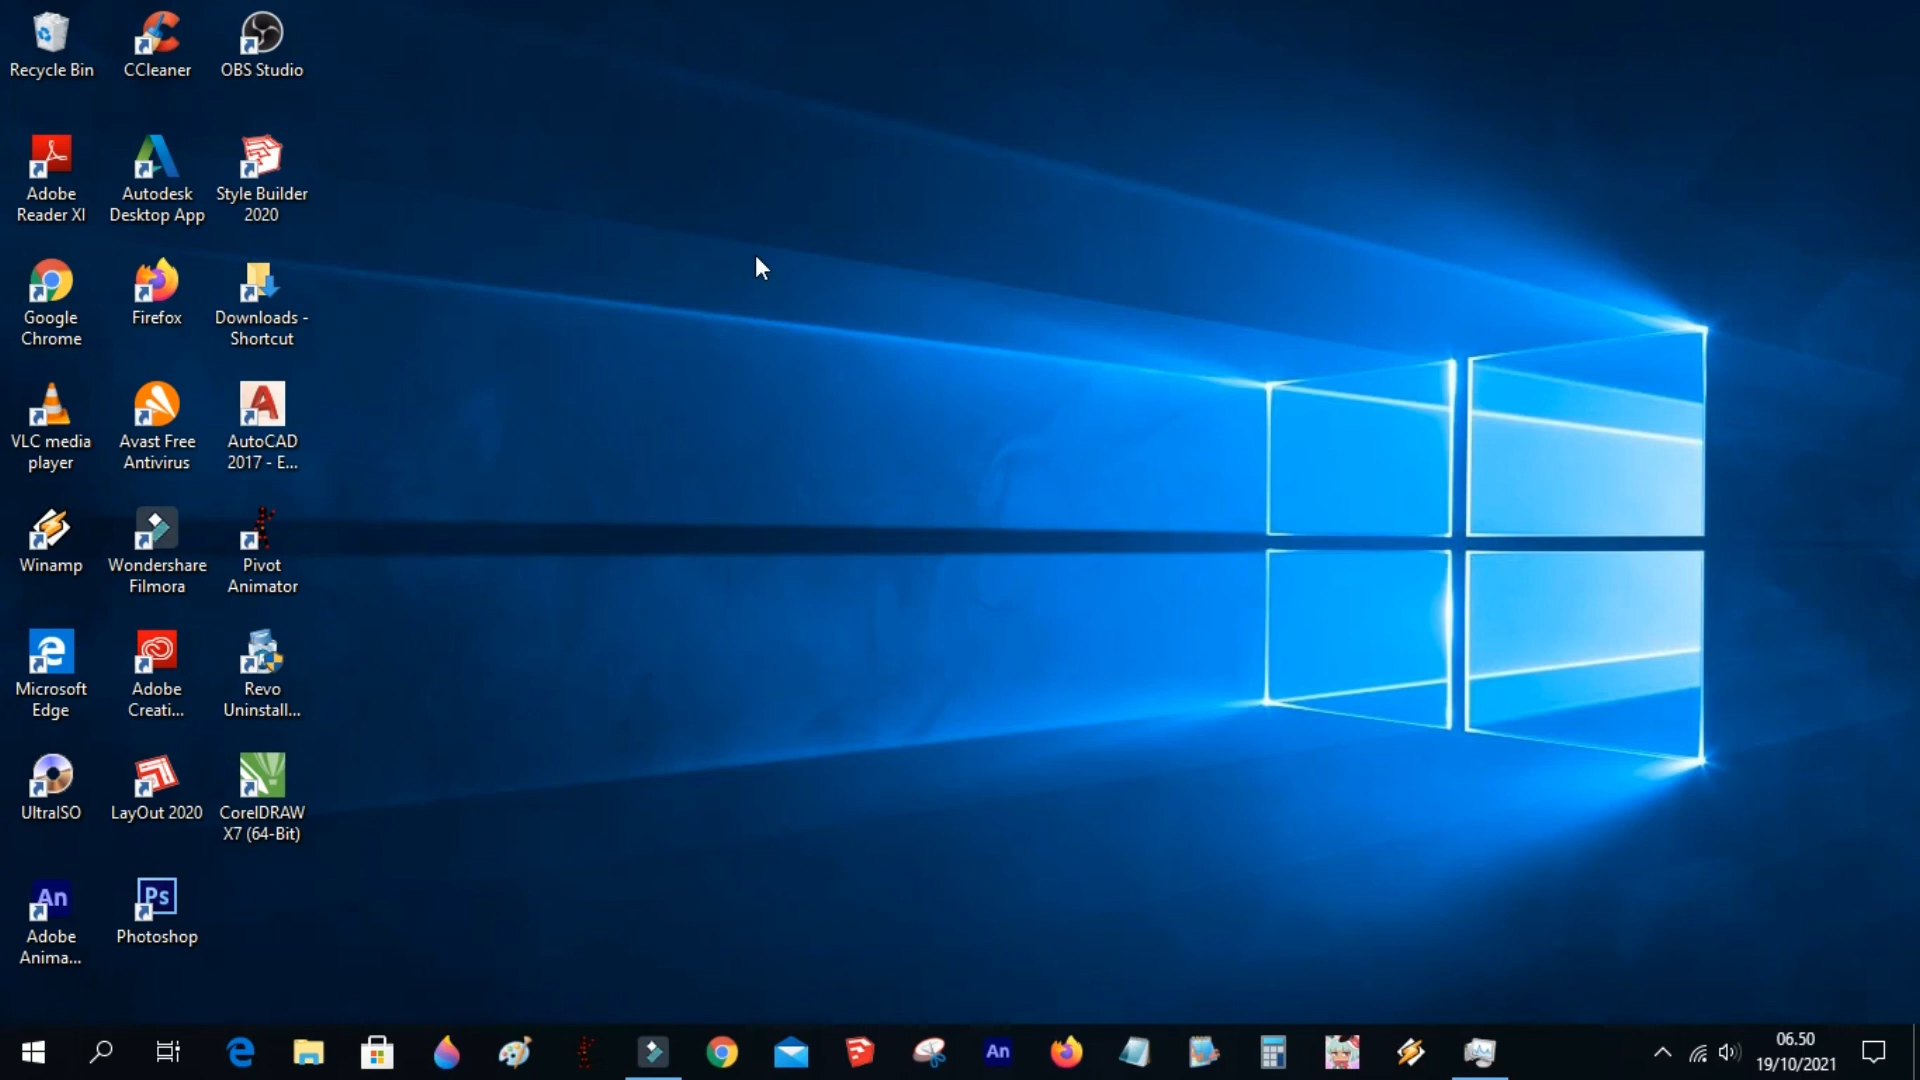 Recycle Bin
CCleaner
OBS Studio
Adobe
Reader XI
Autodesk
Desktop App
Style Builder
2020
Google
Chrome
Firefox
Downloads -
Shortcut
VLC media
player
Avast Free
Antivirus
AutoCAD
2017 - E...
Winamp
Wondershare
Filmora
Pivot
Animator
Microsoft
Edge
Adobe
Creati...
Revo
Uninstall...
UltraISO
LayOut 2020
CorelDRAW
X7 (64-Bit)
An
Adobe
Anima...
Ps
Photoshop
An
06.50
19/10/2021